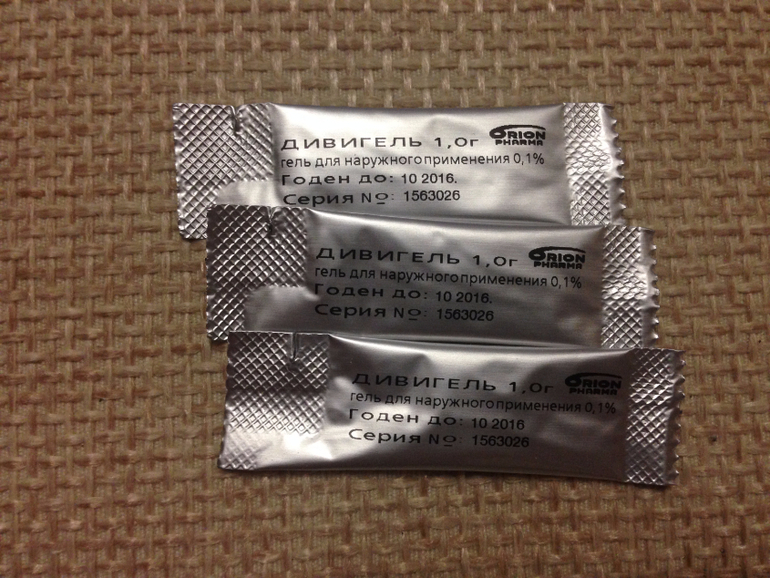 ДИВИГЕЛЬ 1,0г ORION PHARMA
гель для наружного применения 0,1%
Годен до: 10 2016.
Серия №: 1563026
ДИВИГЕЛЬ 1,0г ORION PHARMA
гель для наружного применения 0,1%
Годен до: 10 2016.
Серия №: 1563026
ДИВИГЕЛЬ 1,0г ORION PHARMA
гель для наружного применения 0,1%
Годен до: 10 2016
Серия №: 1563026